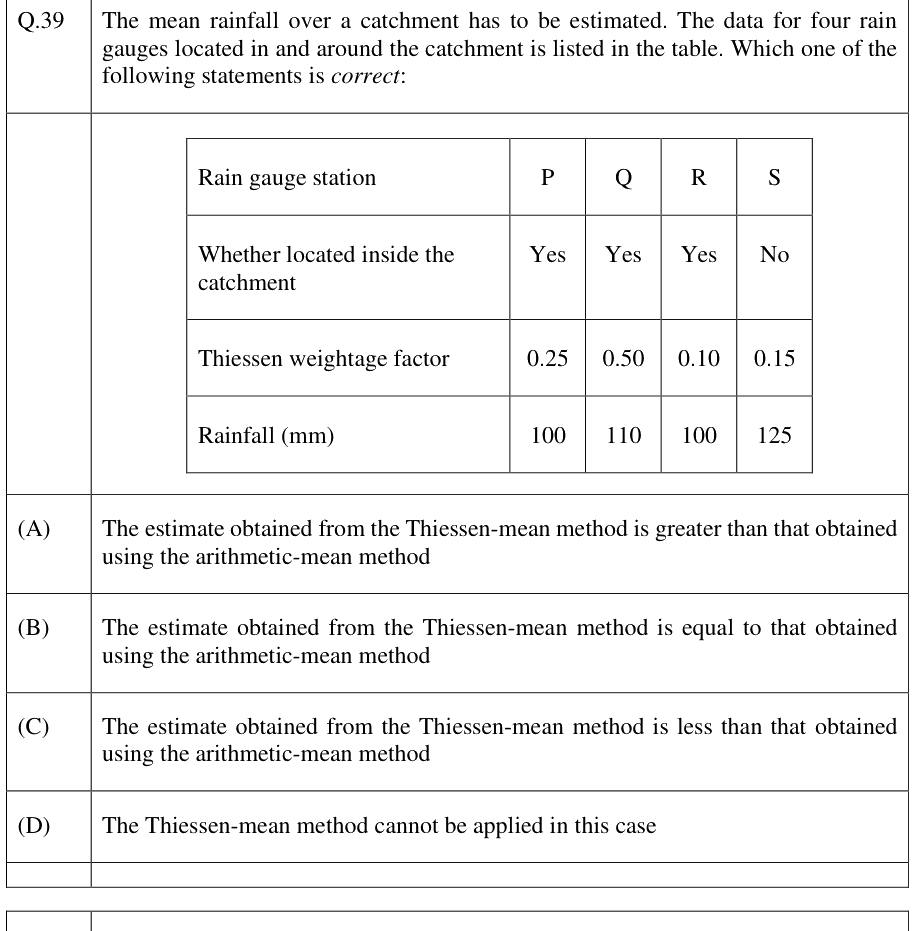 Q.39
The mean rainfall over a catchment has to be estimated. The data for four rain
gauges located in and around the catchment is listed in the table. Which one of the
following statements is correct:
Rain gauge station P Q R S
Whether located inside the Yes Yes Yes No
catchment
Thiessen weightage factor 0.25 0.50 0.10 0.15
Rainfall (mm) 100 110 100 125
(A) The estimate obtained from the Thiessen-mean method is greater than that obtained
using the arithmetic-mean method
(B) The estimate obtained from the Thiessen-mean method is equal to that obtained
using the arithmetic-mean method
(C) The estimate obtained from the Thiessen-mean method is less than that obtained
using the arithmetic-mean method
(D) The Thiessen-mean method cannot be applied in this case